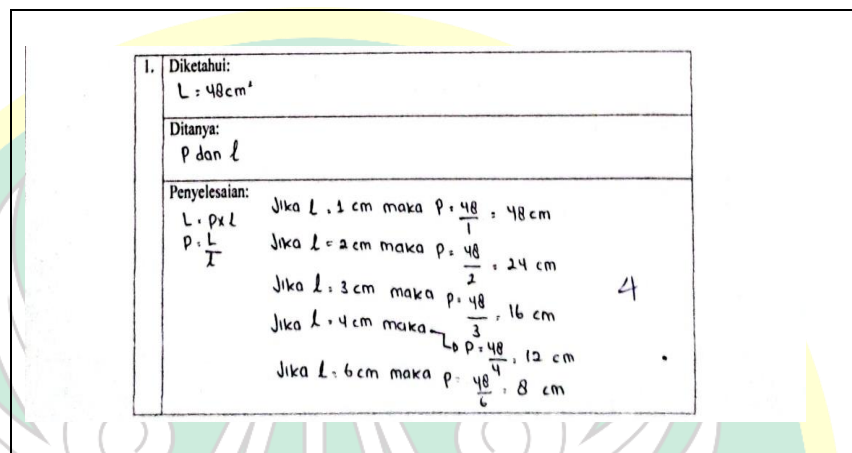 1. Diketahui:
L = 48cm²
Ditanya:
P dan l
Penyelesaian:
L = p x l
P = L/l
Jika l = 1 cm maka P = 48/1 = 48 cm
Jika l = 2 cm maka P = 48/2 = 24 cm
Jika l = 3 cm maka P = 48/3 = 16 cm
Jika l = 4 cm maka P = 48/4 = 12 cm
Jika l = 6 cm maka P = 48/6 = 8 cm
4